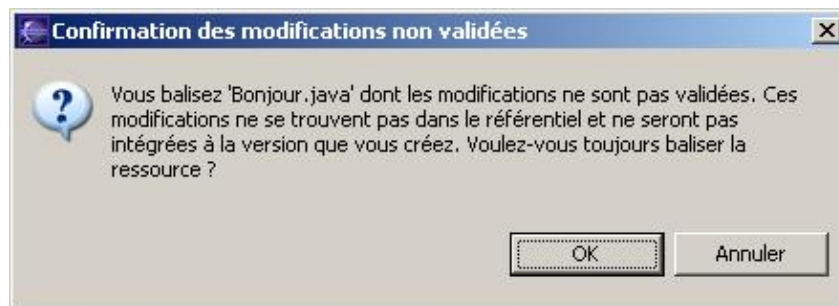 Confirmation des modifications non validées
Vous balisez 'Bonjour.java' dont les modifications ne sont pas validées. Ces
modifications ne se trouvent pas dans le référentiel et ne seront pas
intégrées à la version que vous créez. Voulez-vous toujours baliser la
ressource ?
OK
Annuler